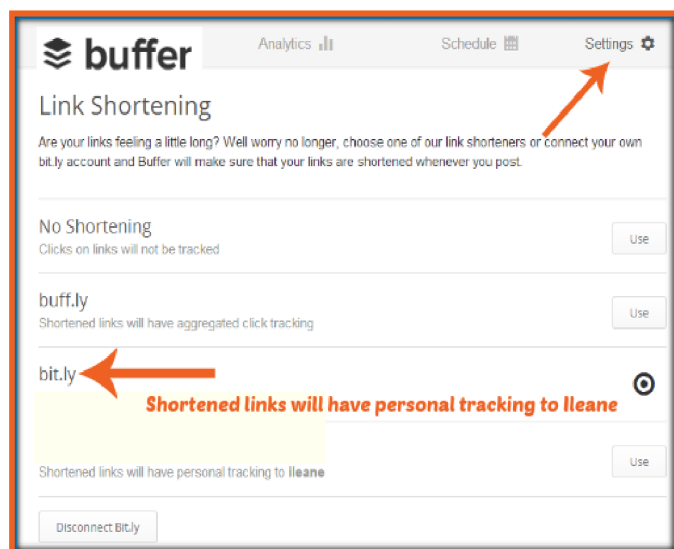 buffer
Analytics
Schedule
Settings
Link Shortening
Are your links feeling a little long? Well worry no longer, choose one of our link shorteners or connect your own
bit.ly account and Buffer will make sure that your links are shortened whenever you post.
No Shortening
Clicks on links will not be tracked
Use
buff.ly
Shortened links will have aggregated click tracking
Use
bit.ly
Shortened links will have personal tracking to Ileane
Shortened links will have personal tracking to ileane
Use
Disconnect Bit.ly